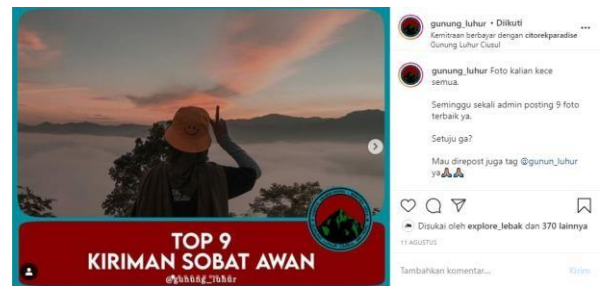 TOP 9
KIRIMAN SOBAT AWAN
@gunung_luhur
gunung_luhur • Diikuti
Kemitraan berbayar dengan citorekparadise
Gunung Luhur Ciusul
gunung_luhur Foto kalian kece
semua.
Seminggu sekali admin posting 9 foto
terbaik ya.
Setuju ga?
Mau direpost juga tag @gunun_luhur
ya🙏🏽🙏🏽
Disukai oleh explore_lebak dan 370 lainnya
11 AGUSTUS
Tambahkan komentar...
Kirim